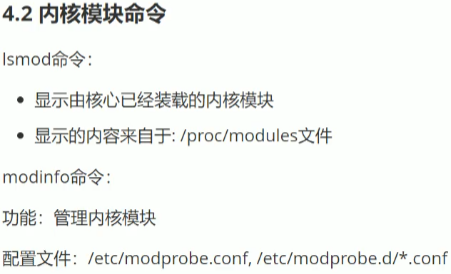 4.2 内核模块命令
lsmod命令：
• 显示由核心已经装载的内核模块
• 显示的内容来自于: /proc/modules文件
modinfo命令：
功能：管理内核模块
配置文件：/etc/modprobe.conf, /etc/modprobe.d/*.conf